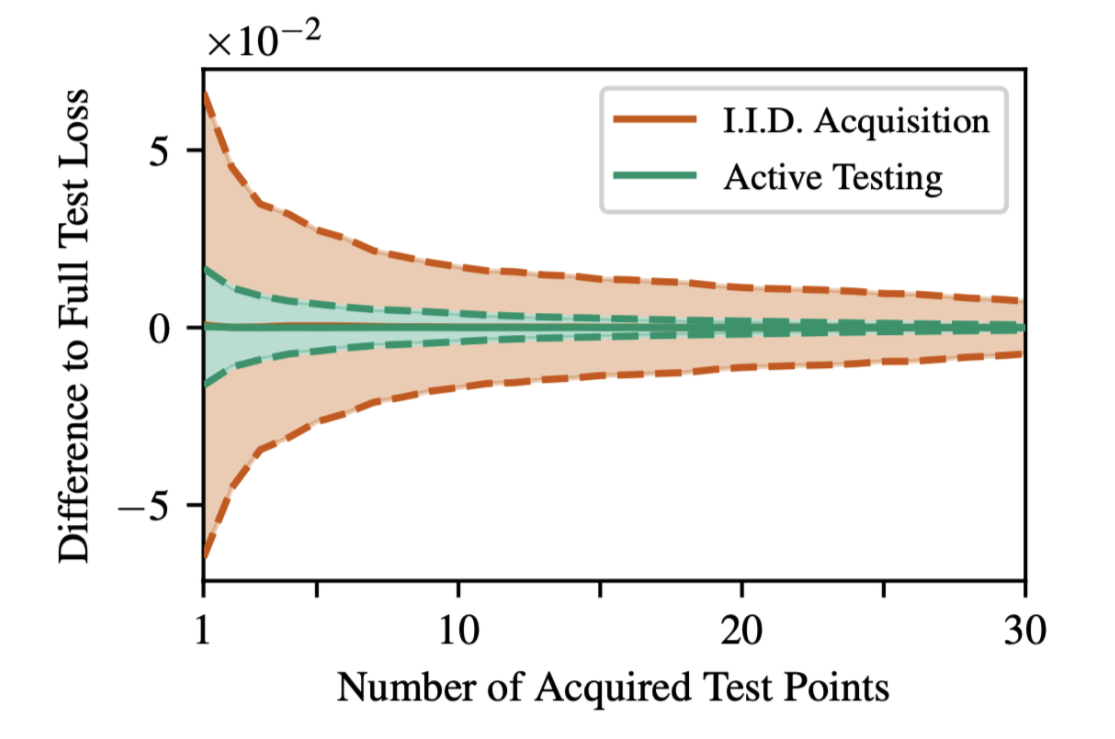 ×10−2
Difference to Full Test Loss
5
0
−5
I.I.D. Acquisition
Active Testing
1 10 20 30
Number of Acquired Test Points